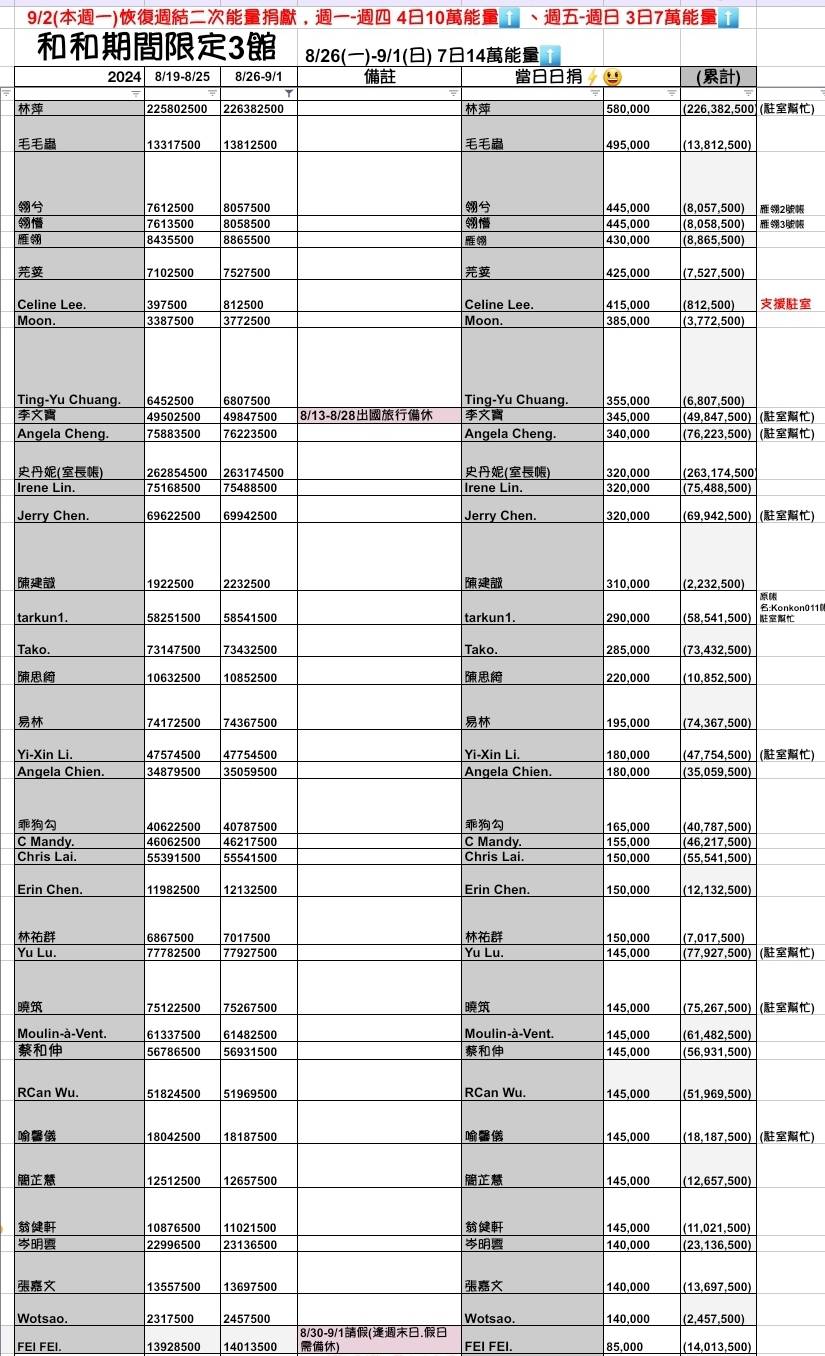 9/2(本週一)恢復週結二次能量捐獻，週一-週四 4日10萬能量⬆️、週五-週日 3日7萬能量⬆️
和和期間限定3館 8/26(一)-9/1(日) 7日14萬能量⬆️
2024 8/19-8/25 8/26-9/1 備註 當日日捐⚡😃 (累計)
林萍 225802500 226382500 林萍 580,000 (226,382,500) (駐室幫忙)
毛毛蟲 13317500 13812500 毛毛蟲 495,000 (13,812,500)
翎兮 7612500 8057500 翎兮 445,000 (8,057,500) 雁翎2號帳
翎懵 7613500 8058500 翎懵 445,000 (8,058,500) 雁翎3號帳
雁翎 8435500 8865500 雁翎 430,000 (8,865,500)
芫荽 7102500 7527500 芫荽 425,000 (7,527,500)
Celine Lee. 397500 812500 Celine Lee. 415,000 (812,500) 支援駐室
Moon. 3387500 3772500 Moon. 385,000 (3,772,500)
Ting-Yu Chuang. 6452500 6807500 Ting-Yu Chuang. 355,000 (6,807,500)
李文寶 49502500 49847500 8/13-8/28出國旅行備休 李文寶 345,000 (49,847,500) (駐室幫忙)
Angela Cheng. 75883500 76223500 Angela Cheng. 340,000 (76,223,500) (駐室幫忙)
史丹妮(室長帳) 262854500 263174500 史丹妮(室長帳) 320,000 (263,174,500)
Irene Lin. 75168500 75488500 Irene Lin. 320,000 (75,488,500)
Jerry Chen. 69622500 69942500 Jerry Chen. 320,000 (69,942,500) (駐室幫忙)
陳建誠 1922500 2232500 陳建誠 310,000 (2,232,500)
原帳
名:Konkon011
tarkun1. 58251500 58541500 tarkun1. 290,000 (58,541,500) 駐室幫忙
Tako. 73147500 73432500 Tako. 285,000 (73,432,500)
陳思綺 10632500 10852500 陳思綺 220,000 (10,852,500)
易林 74172500 74367500 易林 195,000 (74,367,500)
Yi-Xin Li. 47574500 47754500 Yi-Xin Li. 180,000 (47,754,500) (駐室幫忙)
Angela Chien. 34879500 35059500 Angela Chien. 180,000 (35,059,500)
乖狗勾 40622500 40787500 乖狗勾 165,000 (40,787,500)
C Mandy. 46062500 46217500 C Mandy. 155,000 (46,217,500)
Chris Lai. 55391500 55541500 Chris Lai. 150,000 (55,541,500)
Erin Chen. 11982500 12132500 Erin Chen. 150,000 (12,132,500)
林祐群 6867500 7017500 林祐群 150,000 (7,017,500)
Yu Lu. 77782500 77927500 Yu Lu. 145,000 (77,927,500) (駐室幫忙)
曉筑 75122500 75267500 曉筑 145,000 (75,267,500) (駐室幫忙)
Moulin-à-Vent. 61337500 61482500 Moulin-à-Vent. 145,000 (61,482,500)
蔡和伸 56786500 56931500 蔡和伸 145,000 (56,931,500)
RCan Wu. 51824500 51969500 RCan Wu. 145,000 (51,969,500)
喻馨儀 18042500 18187500 喻馨儀 145,000 (18,187,500) (駐室幫忙)
簡芷慧 12512500 12657500 簡芷慧 145,000 (12,657,500)
翁健軒 10876500 11021500 翁健軒 145,000 (11,021,500)
岑明雲 22996500 23136500 岑明雲 140,000 (23,136,500)
張嘉文 13557500 13697500 張嘉文 140,000 (13,697,500)
Wotsao. 2317500 2457500 Wotsao. 140,000 (2,457,500)
8/30-9/1請假(逢週末日.假日
FEI FEI. 13928500 14013500 需備休) FEI FEI. 85,000 (14,013,500)